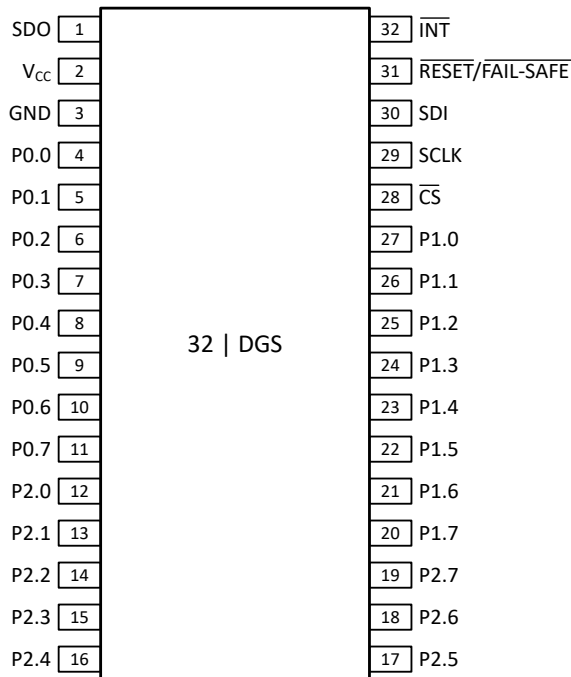 SDO 1 32 INT
VCC 2 31 RESET/FAIL-SAFE
GND 3 30 SDI
P0.0 4 29 SCLK
P0.1 5 28 CS
P0.2 6 27 P1.0
P0.3 7 26 P1.1
P0.4 8 25 P1.2
32 | DGS
P0.5 9 24 P1.3
P0.6 10 23 P1.4
P0.7 11 22 P1.5
P2.0 12 21 P1.6
P2.1 13 20 P1.7
P2.2 14 19 P2.7
P2.3 15 18 P2.6
P2.4 16 17 P2.5